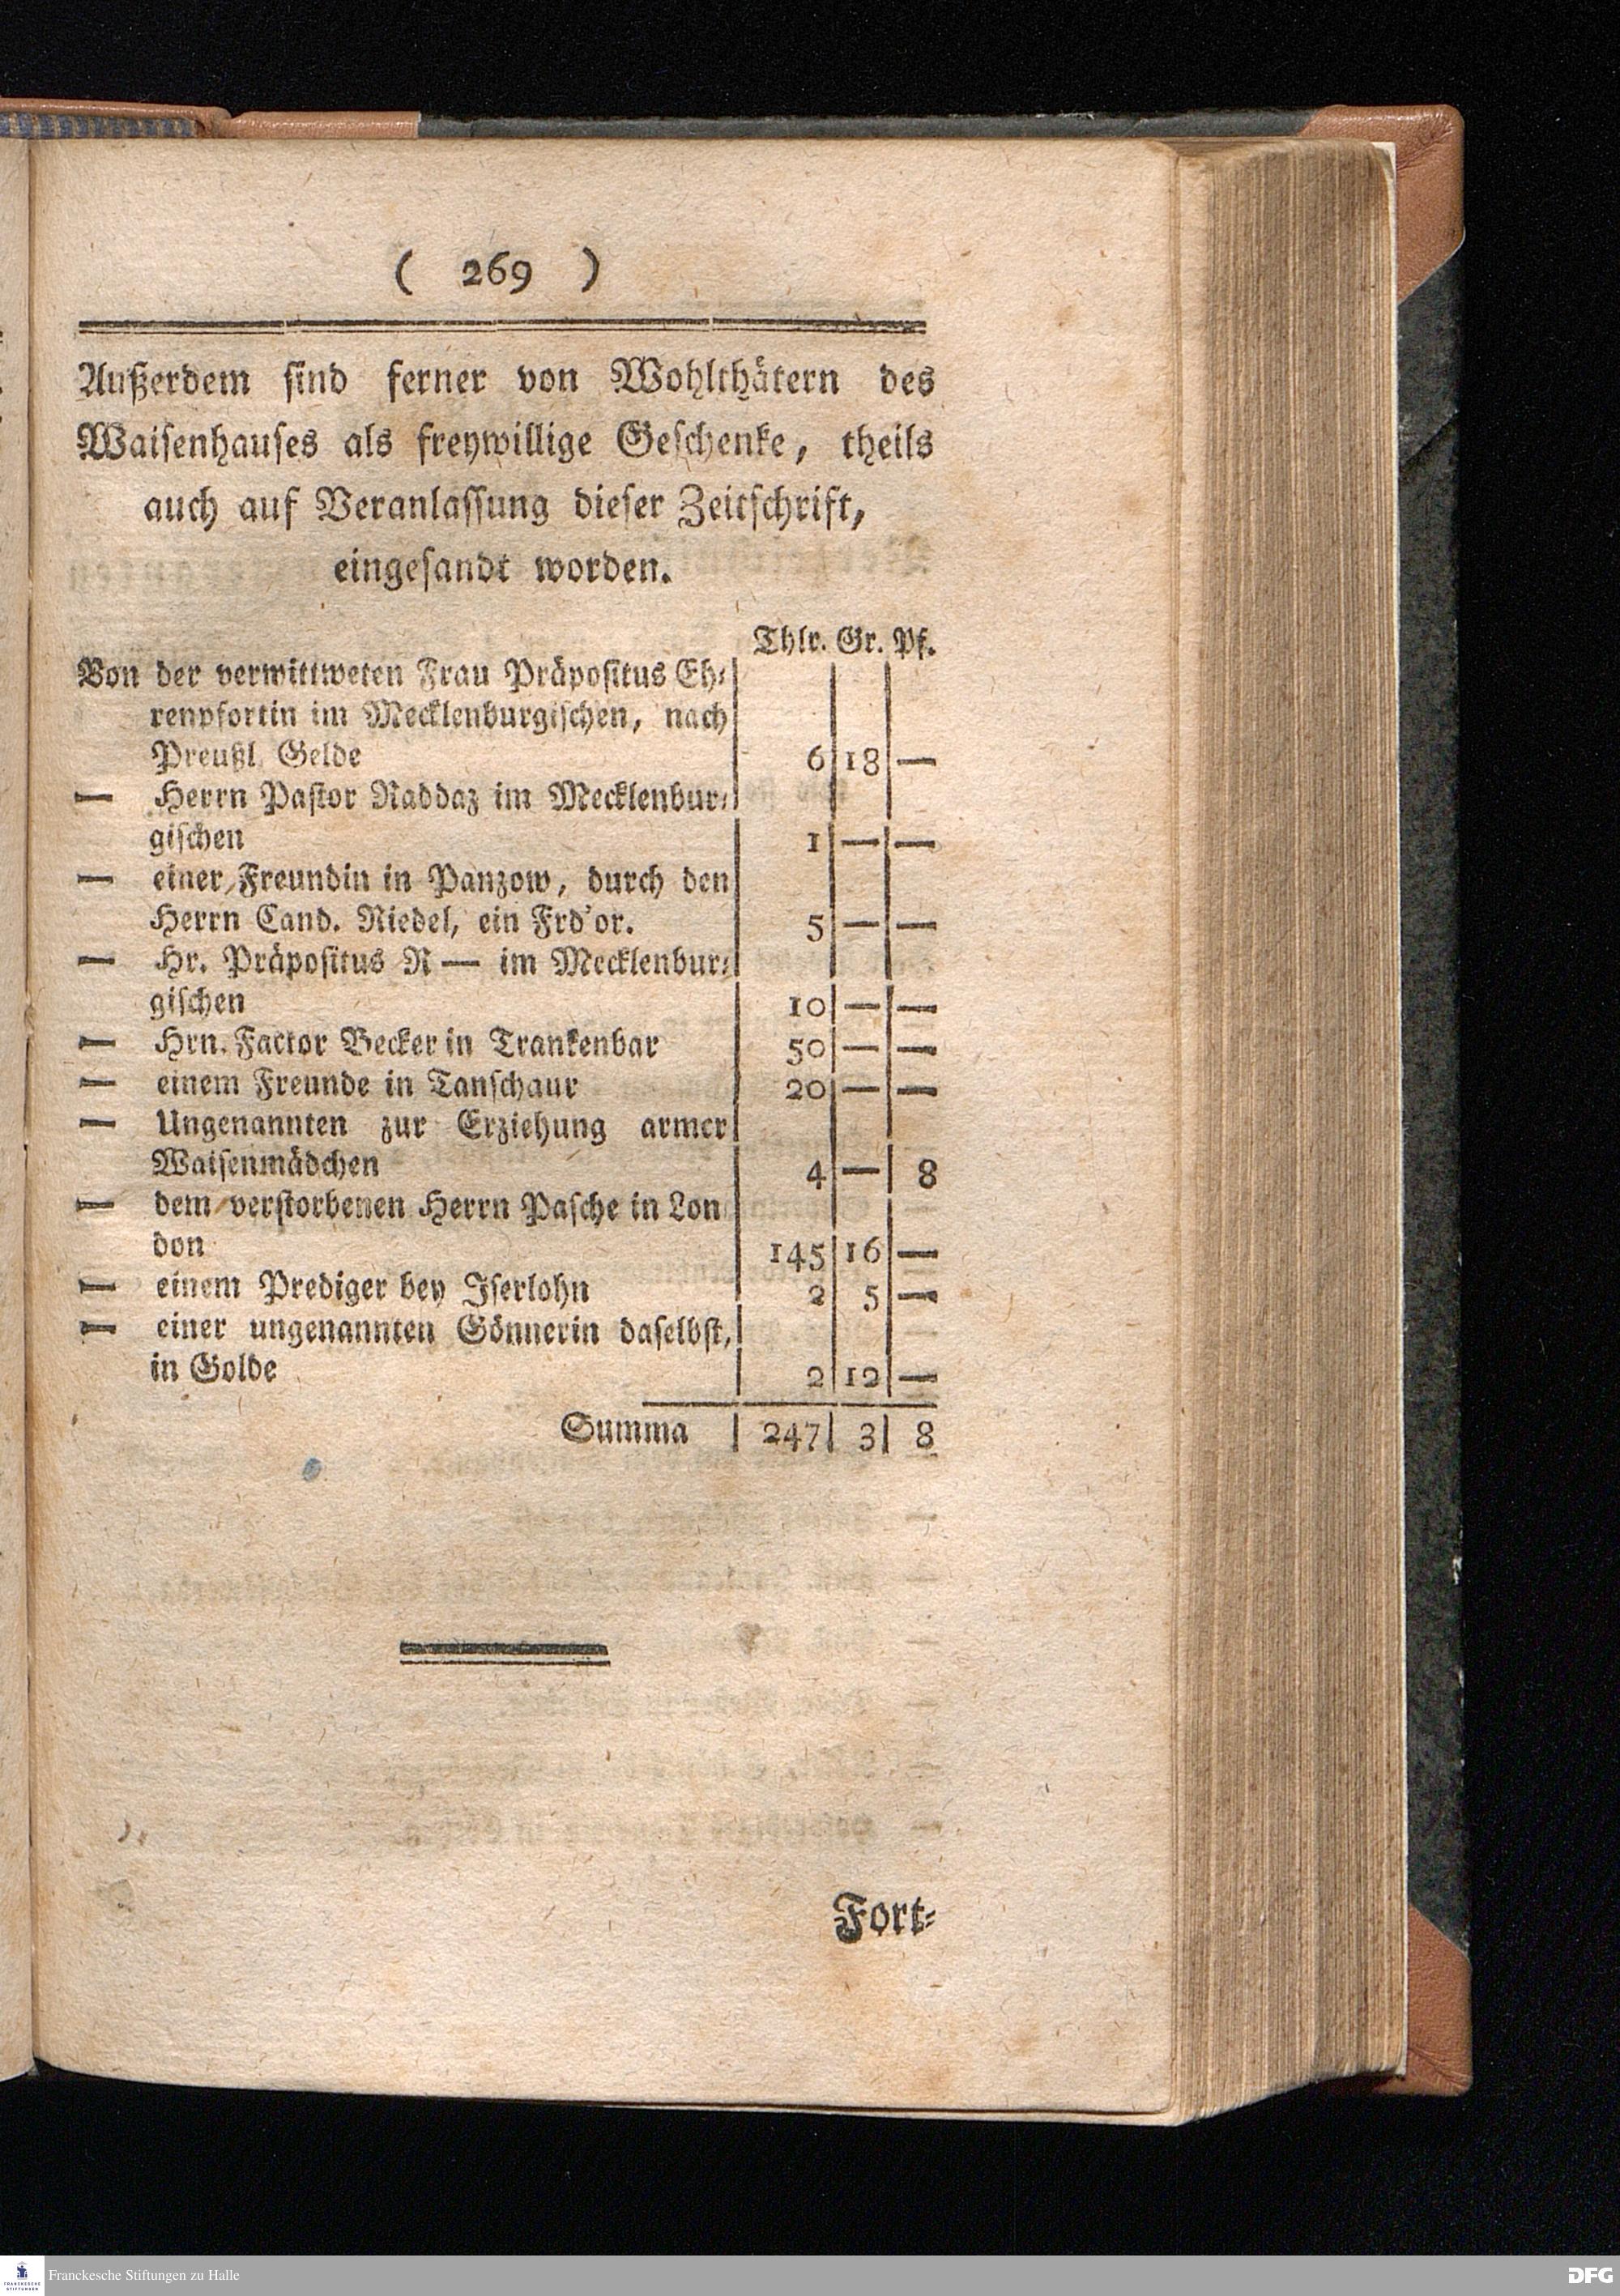 ( 269 )
Außerdem sind ferner von Wohlthätern des
Waisenhauses als freywillige Geschenke, theils
auch auf Veranlassung dieser Zeitschrift,
eingesandt worden.
Thlr. Gr. Pf.
Von der verwittweten Frau Präpositus Eh-
renpfortin im Mecklenburgischen, nach
Preußl. Gelde 6 18 —
— Herrn Pastor Raddaz im Mecklenbur-
gischen 1 — —
— einer Freundin in Panzow, durch den
Herrn Cand. Riedel, ein Frd'or. 5 — —
— Hr. Präpositus R — im Mecklenbur-
gischen 10 — —
— Hrn. Factor Becker in Trankenbar 50 — —
— einem Freunde in Tanschaur 20 — —
— Ungenannten zur Erziehung armer
Waisenmädchen 4 — 8
— dem verstorbenen Herrn Pasche in Lon
don 145 16 —
— einem Prediger bey Iserlohn 2 5 —
— einer ungenannten Gönnerin daselbst,
in Golde 2 12 —
Summa 247 3 8
Fort-
Franckesche Stiftungen zu Halle
DFG
FRANCKESCHE
STIFTUNGEN